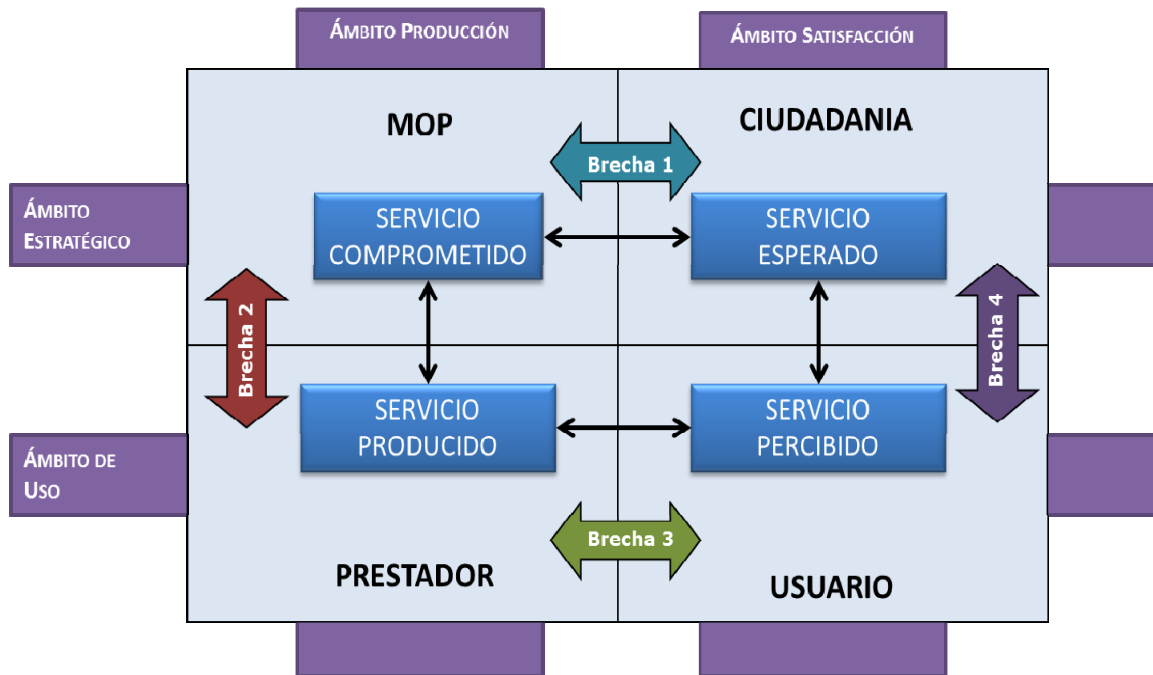 ÁMBITO PRODUCCIÓN
ÁMBITO SATISFACCIÓN
MOP
CIUDADANIA
Brecha 1
ÁMBITO
ESTRATÉGICO
SERVICIO
COMPROMETIDO
SERVICIO
ESPERADO
Brecha 2
Brecha 4
SERVICIO
PRODUCIDO
SERVICIO
PERCIBIDO
ÁMBITO DE
USO
Brecha 3
PRESTADOR
USUARIO